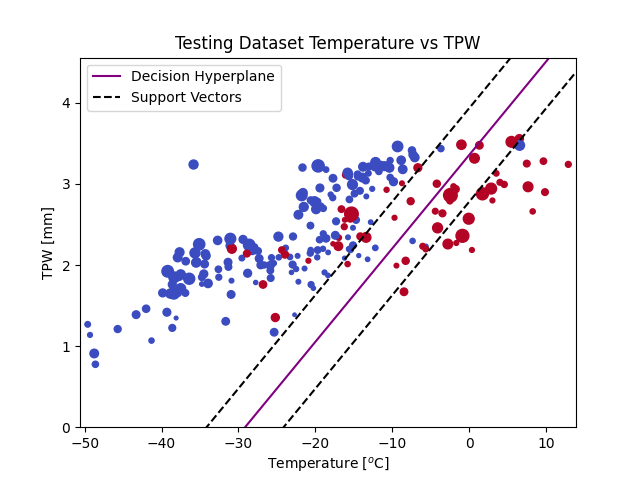 Testing Dataset Temperature vs TPW
Decision Hyperplane
Support Vectors
TPW [mm]
4
3
2
1
0
−50
−40
−30
−20
−10
0
10
Temperature [°C]